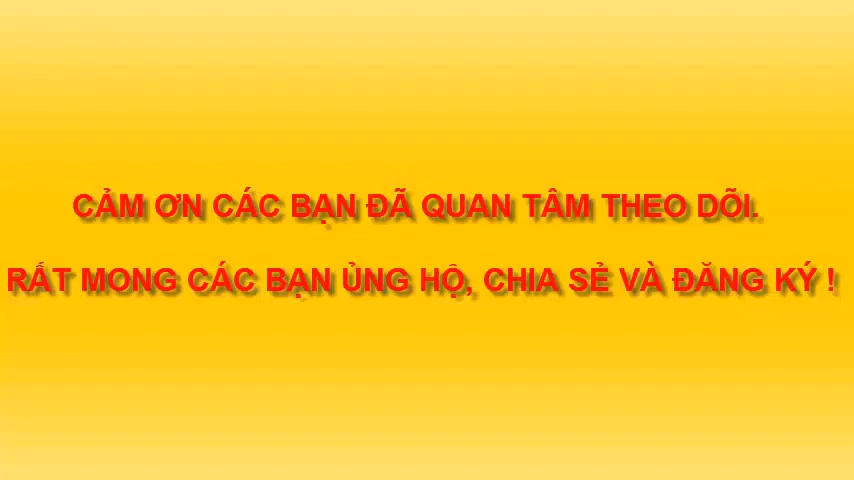 CẢM ƠN CÁC BẠN ĐÃ QUAN TÂM THEO DÕI.
RẤT MONG CÁC BẠN ỦNG HỘ, CHIA SẺ VÀ ĐĂNG KÝ !